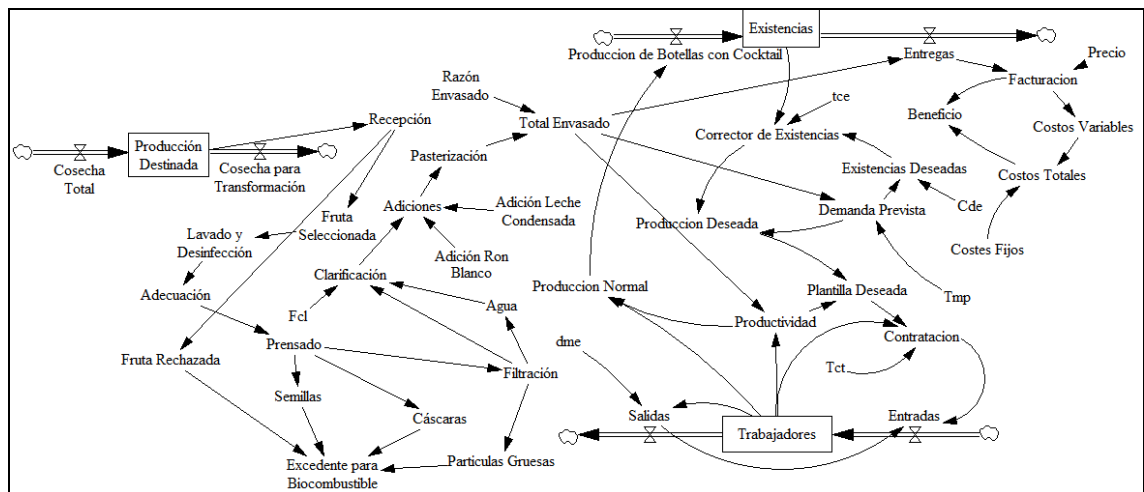 Existencias
Produccion de Botellas con Cocktail
Entregas
Precio
Facturacion
Razón
Envasado
tce
Beneficio
Recepción
Total Envasado
Corrector de Existencias
Costos Variables
Producción
Destinada
Pasterización
Cosecha
Total
Cosecha para
Transformación
Existencias Deseadas
Costos Totales
Adiciones
Adición Leche
Condensada
Cde
Fruta
Seleccionada
Produccion Deseada
Demanda Prevista
Lavado y
Desinfección
Adición Ron
Blanco
Costes Fijos
Clarificación
Produccion Normal
Plantilla Deseada
Tmp
Adecuación
Agua
Fcl
Productividad
Contratacion
Prensado
dme
Fruta Rechazada
Filtración
Tct
Semillas
Cáscaras
Salidas
Entradas
Trabajadores
Excedente para
Biocombustible
Particulas Gruesas